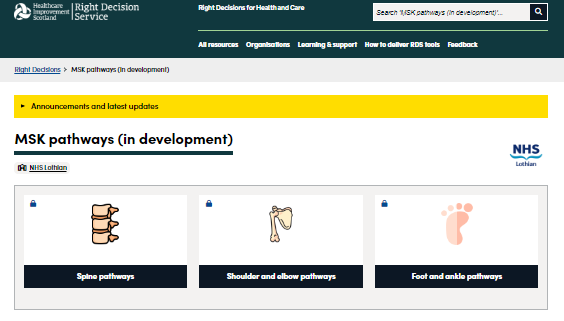 Healthcare
Improvement
Scotland
Right Decision
Service
Right Decisions for Health and Care
Search 'MSK pathways (in development)'...
All resources Organisations Learning & support How to deliver RDS tools Feedback
Right Decisions > MSK pathways (in development)
Announcements and latest updates
MSK pathways (in development)
NHS Lothian
NHS
Lothian
Spine pathways
Shoulder and elbow pathways
Foot and ankle pathways